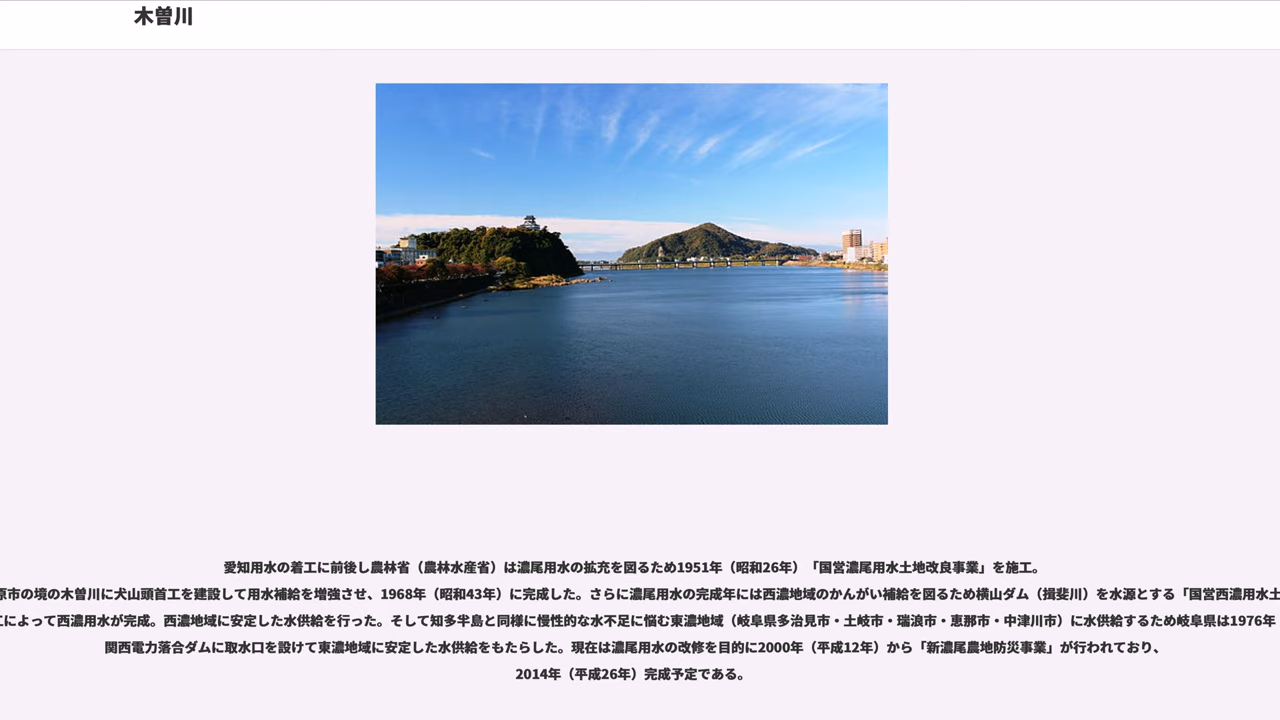 木曽川
愛知用水の着工に前後し農林省（農林水産省）は濃尾用水の拡充を図るため1951年（昭和26年）「国営濃尾用水土地改良事業」を施工。
原市の境の木曽川に犬山頭首工を建設して用水補給を増強させ、1968年（昭和43年）に完成した。さらに濃尾用水の完成年には西濃地域のかんがい補給を図るため横山ダム（揖斐川）を水源とする「国営西濃用水土
によって西濃用水が完成。西濃地域に安定した水供給を行った。そして知多半島と同様に慢性的な水不足に悩む東濃地域（岐阜県多治見市・土岐市・瑞浪市・恵那市・中津川市）に水供給するため岐阜県は1976年
関西電力落合ダムに取水口を設けて東濃地域に安定した水供給をもたらした。現在は濃尾用水の改修を目的に2000年（平成12年）から「新濃尾農地防災事業」が行われており、
2014年（平成26年）完成予定である。